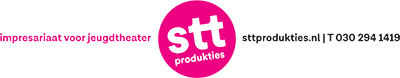 impresariaat voor jeugdtheater
stt
produkties
sttprodukties.nl | T 030 294 1419